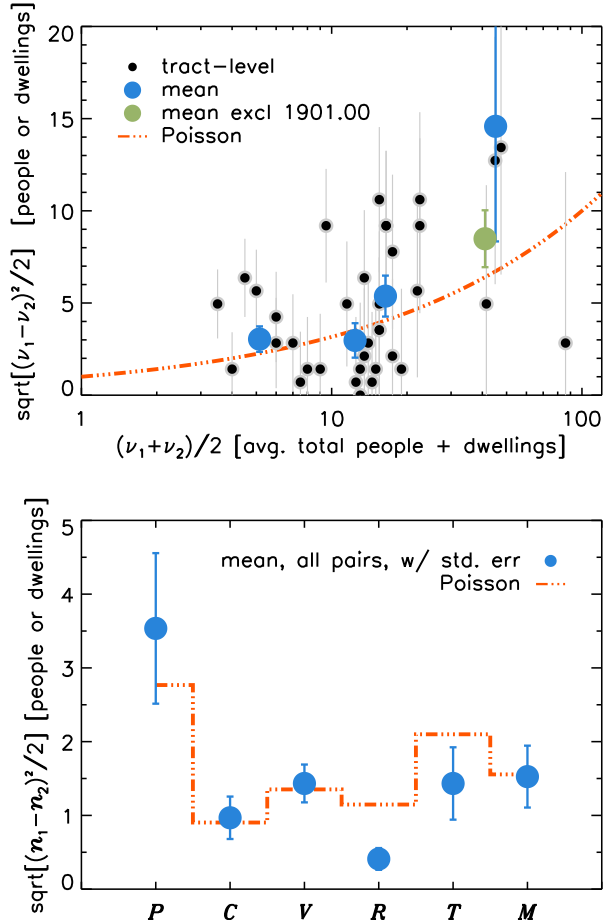 20
15
10
5
0
sqrt[(ν₁−ν₂)²/2] [people or dwellings]
tract−level
mean
mean excl 1901.00
Poisson
1 10 100
(ν₁+ν₂)/2 [avg. total people + dwellings]
5
4
3
2
1
0
sqrt[(n₁−n₂)²/2] [people or dwellings]
mean, all pairs, w/ std. err
Poisson
P C V R T M